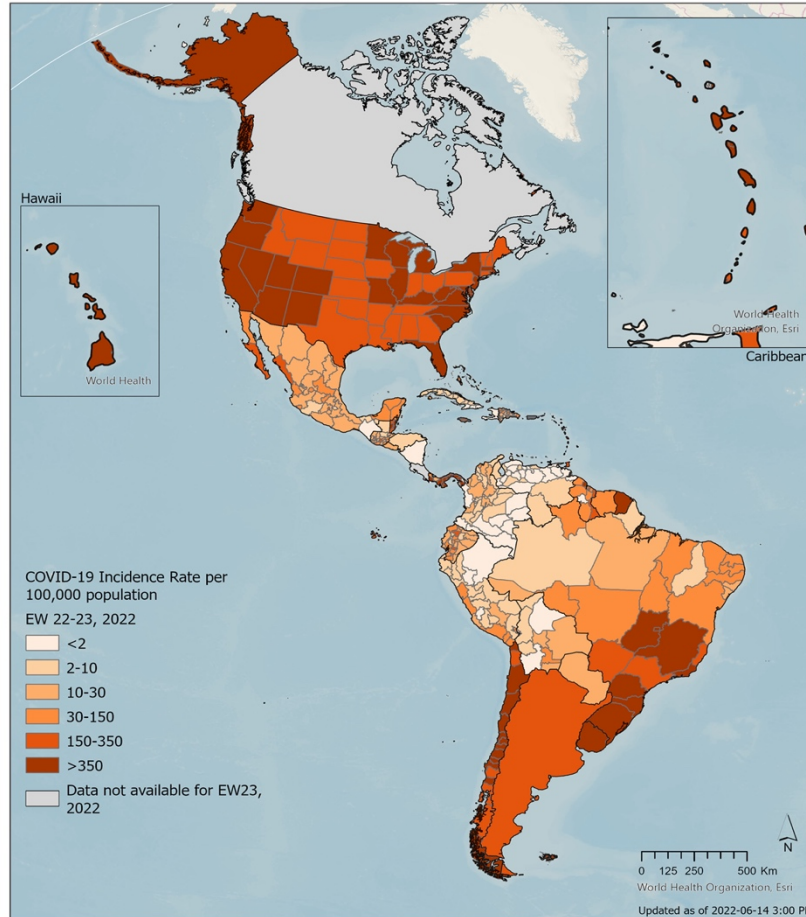 Hawaii
World Health
World Health
Organization, Esri
Caribbean
COVID-19 Incidence Rate per
100,000 population
EW 22-23, 2022
<2
2-10
10-30
30-150
150-350
>350
Data not available for EW23,
2022
N
0 125 250 500 Km
World Health Organization, Esri
Updated as of 2022-06-14 3:00 P